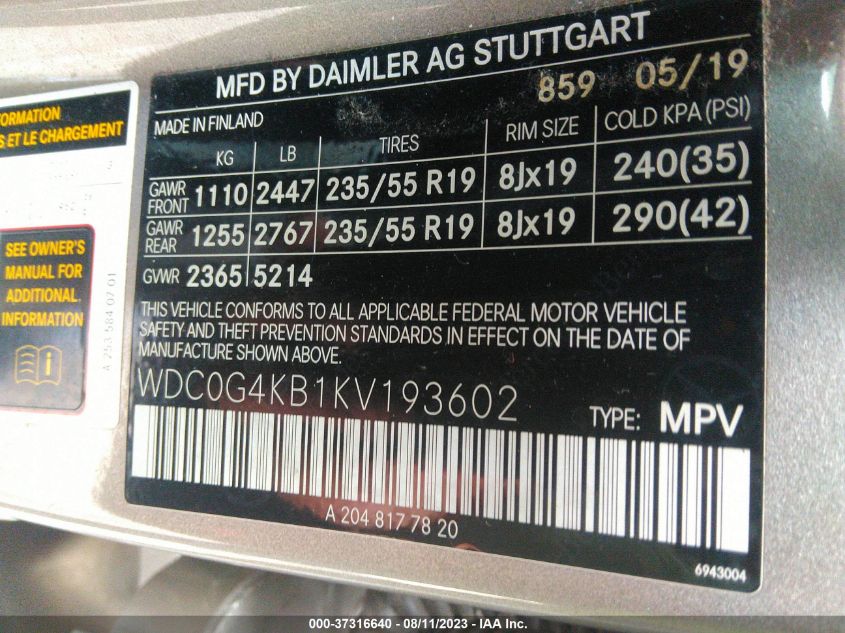 MFD BY DAIMLER AG STUTTGART
859 05/19
MADE IN FINLAND
KG LB TIRES RIM SIZE COLD KPA (PSI)
GAWR FRONT 1110 2447 235/55 R19 8Jx19 240(35)
GAWR REAR 1255 2767 235/55 R19 8Jx19 290(42)
GVWR 2365 5214
THIS VEHICLE CONFORMS TO ALL APPLICABLE FEDERAL MOTOR VEHICLE
SAFETY AND THEFT PREVENTION STANDARDS IN EFFECT ON THE DATE OF
MANUFACTURE SHOWN ABOVE.
WDC0G4KB1KV193602
TYPE: MPV
A 204 817 78 20
6943004
ET LE CHARGEMENT
SEE OWNER'S
MANUAL FOR
ADDITIONAL
INFORMATION
A 253 584 07 01
000-37316640 - 08/11/2023 - IAA Inc.